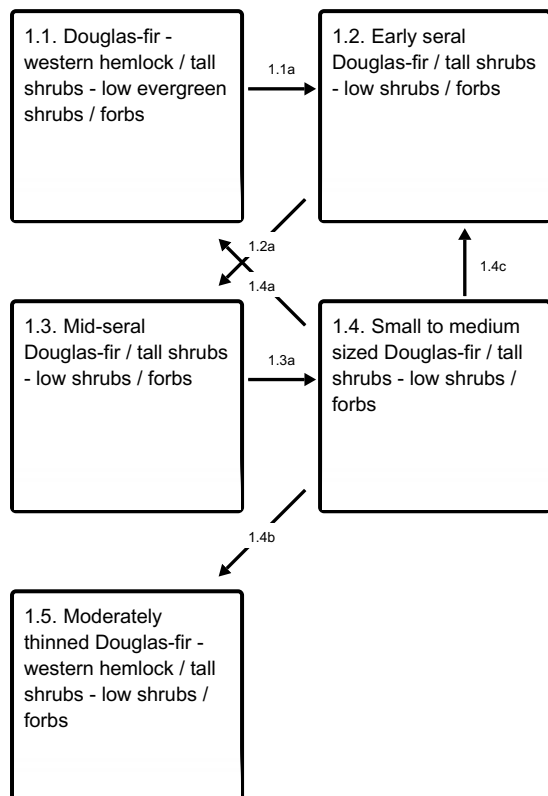 1.1. Douglas-fir -
western hemlock / tall
shrubs - low evergreen
shrubs / forbs
1.1a
1.2. Early seral
Douglas-fir / tall shrubs
- low shrubs / forbs
1.2a
1.4a
1.4c
1.3. Mid-seral
Douglas-fir / tall shrubs
- low shrubs / forbs
1.3a
1.4. Small to medium
sized Douglas-fir / tall
shrubs - low shrubs /
forbs
1.4b
1.5. Moderately
thinned Douglas-fir -
western hemlock / tall
shrubs - low shrubs /
forbs